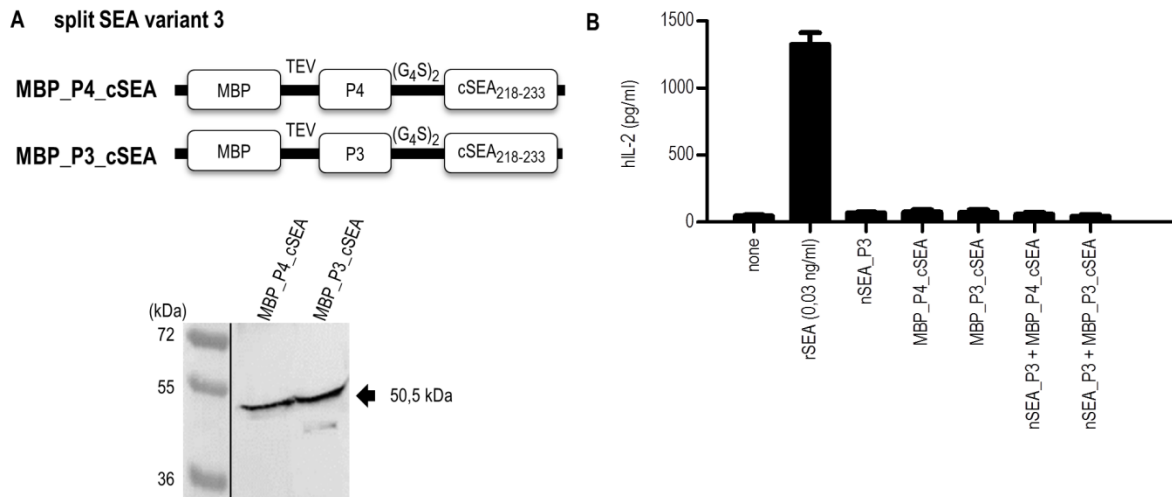 A split SEA variant 3
MBP_P4_cSEA
MBP
TEV
P4
(G4S)2
cSEA218-233
MBP_P3_cSEA
MBP
TEV
P3
(G4S)2
cSEA218-233
MBP_P4_cSEA
MBP_P3_cSEA
(kDa)
72
55
36
50,5 kDa
B
hIL-2 (pg/ml)
1500
1000
500
0
none
rSEA (0,03 ng/ml)
nSEA_P3
MBP_P4_cSEA
MBP_P3_cSEA
nSEA_P3 + MBP_P4_cSEA
nSEA_P3 + MBP_P3_cSEA